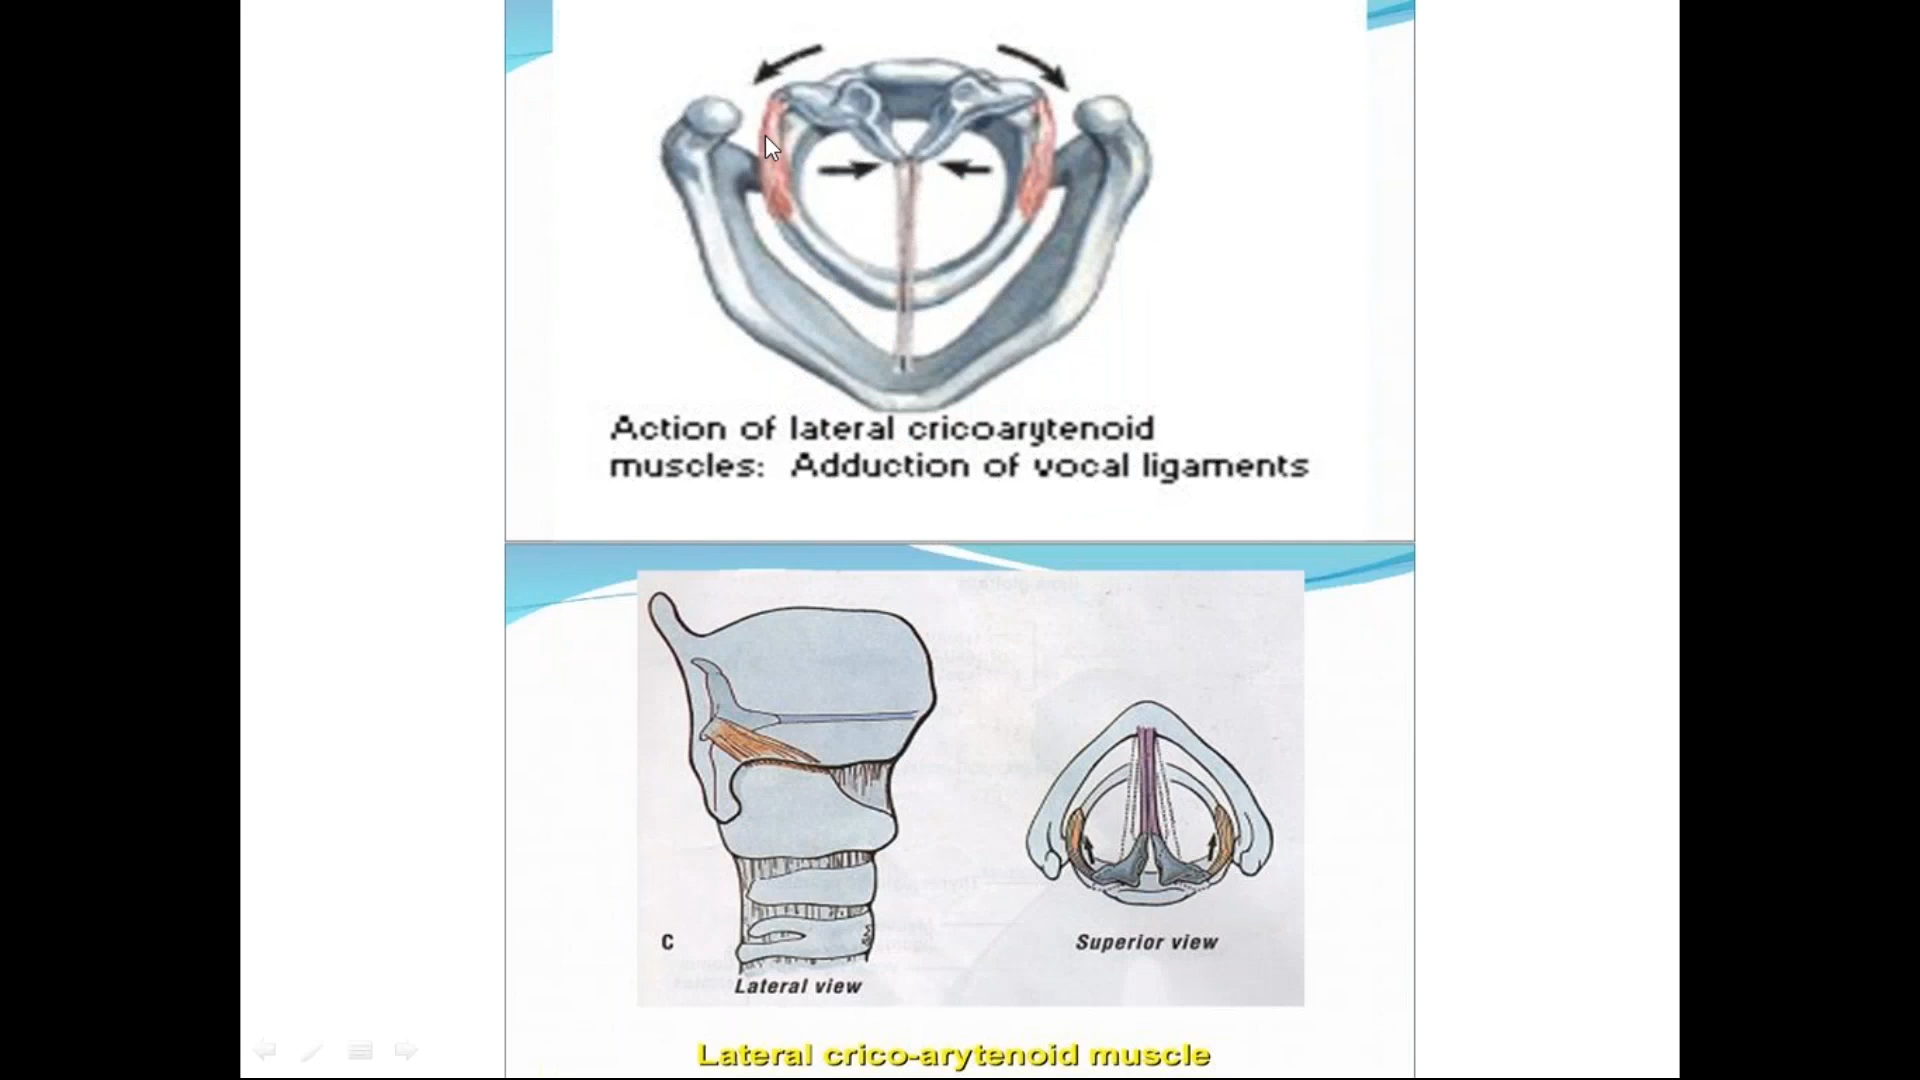 Action of lateral cricoarytenoid
muscles: Adduction of vocal ligaments
C
Lateral view
Superior view
Lateral crico-arytenoid muscle